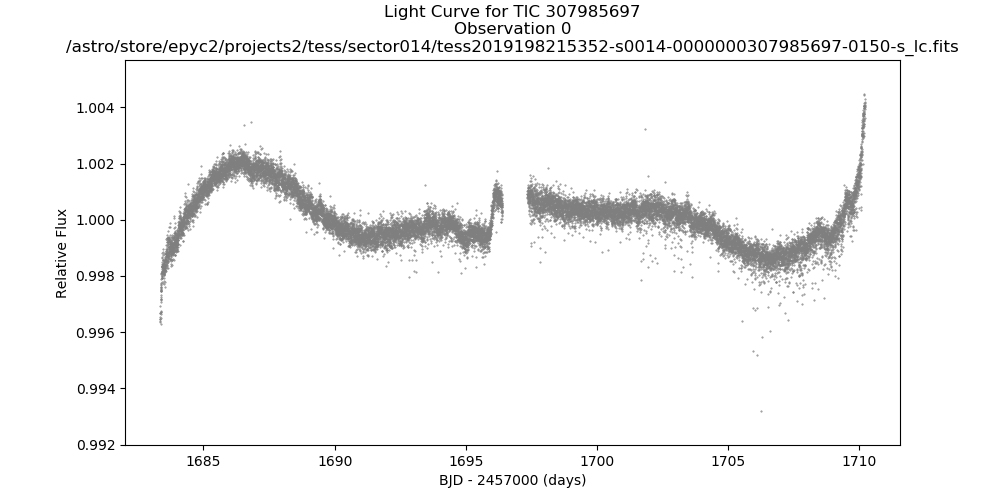 Light Curve for TIC 307985697
Observation 0
/astro/store/epyc2/projects2/tess/sector014/tess2019198215352-s0014-0000000307985697-0150-s_lc.fits
1.004
1.002
1.000
0.998
0.996
0.994
0.992
Relative Flux
1685 1690 1695 1700 1705 1710
BJD - 2457000 (days)